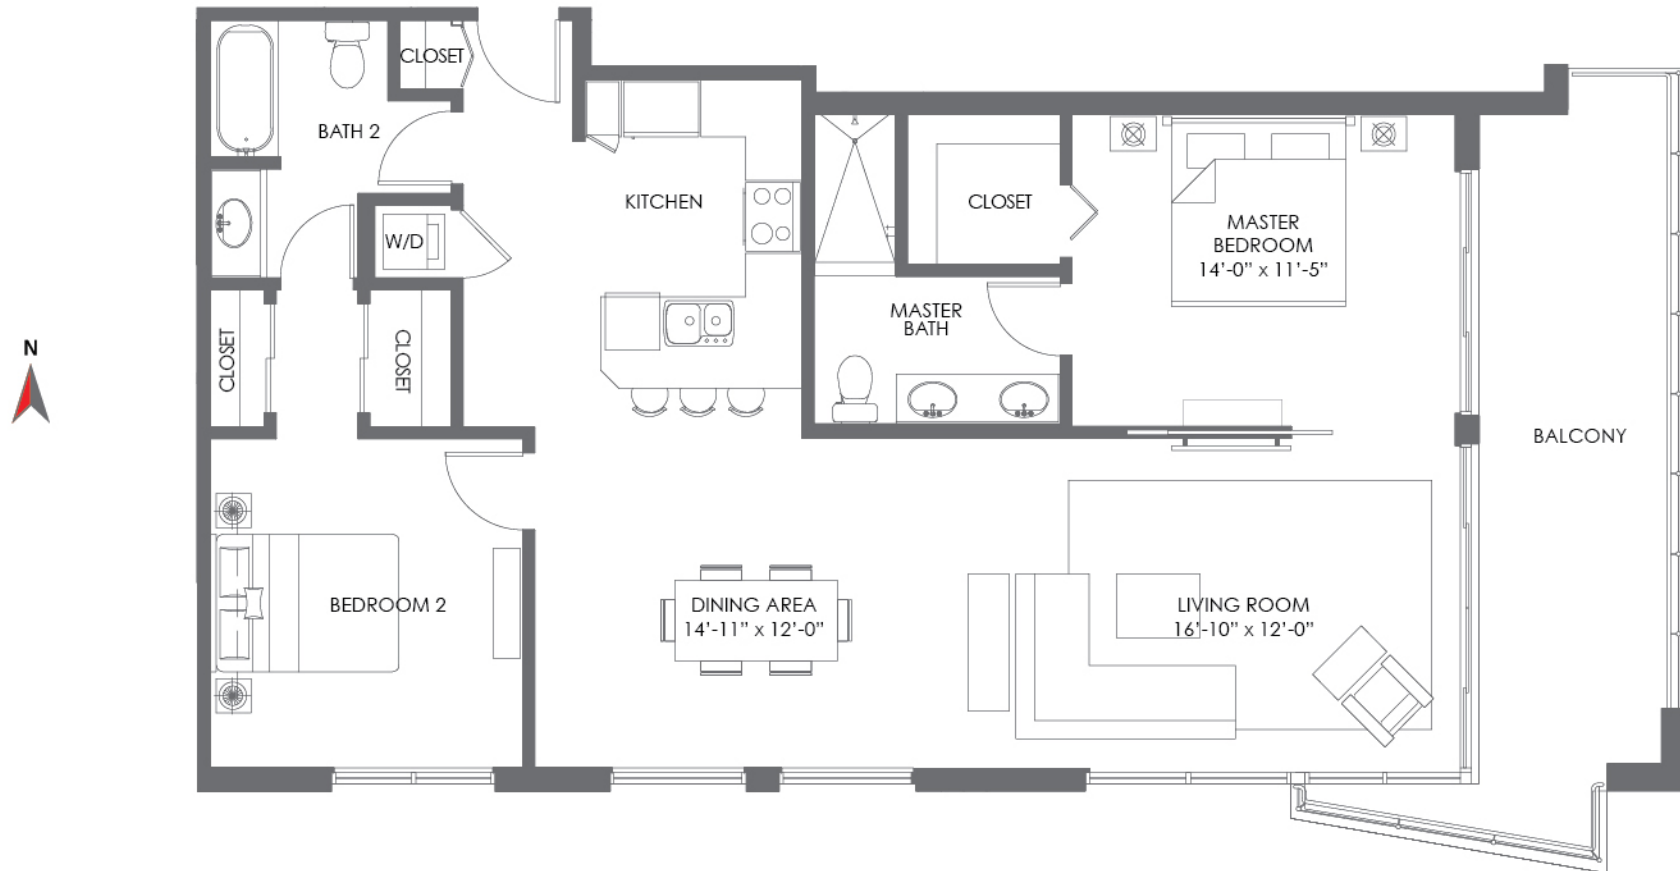 CLOSET
BATH 2
KITCHEN
CLOSET
MASTER
BEDROOM
14'-0" x 11'-5"
W/D
MASTER
BATH
N
CLOSET
CLOSET
BALCONY
BEDROOM 2
DINING AREA
14'-11" x 12'-0"
LIVING ROOM
16'-10" x 12'-0"